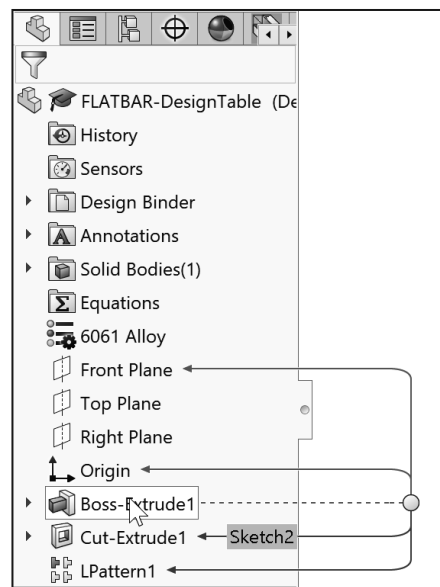 FLATBAR-DesignTable (De
History
Sensors
Design Binder
Annotations
Solid Bodies(1)
Equations
6061 Alloy
Front Plane
Top Plane
Right Plane
Origin
Boss-Extrude1
Cut-Extrude1 Sketch2
LPattern1